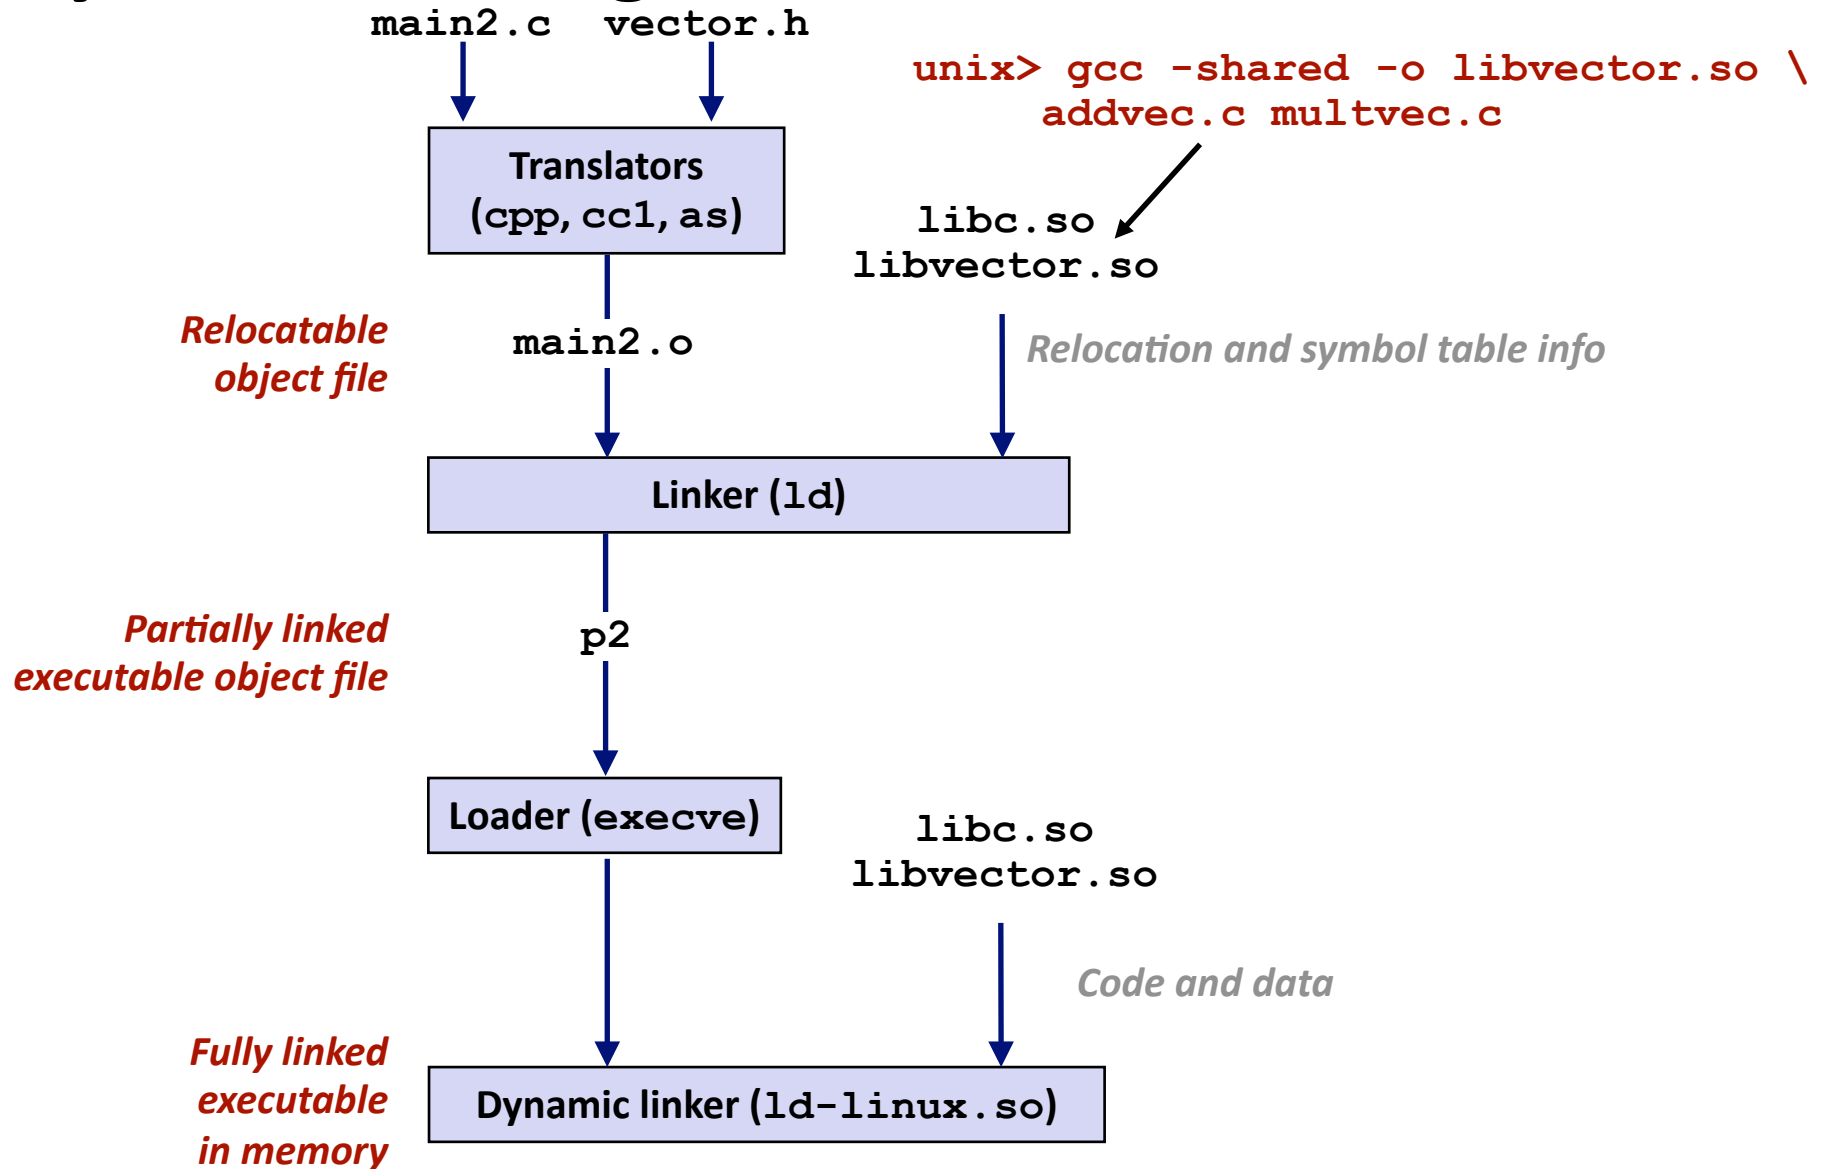 main2.c vector.h
unix> gcc -shared -o libvector.so \
addvec.c multvec.c
Translators
(cpp, cc1, as)
libc.so
libvector.so
Relocatable
object file
main2.o
Relocation and symbol table info
Linker (ld)
Partially linked
executable object file
p2
Loader (execve)
libc.so
libvector.so
Code and data
Fully linked
executable
in memory
Dynamic linker (ld-linux.so)